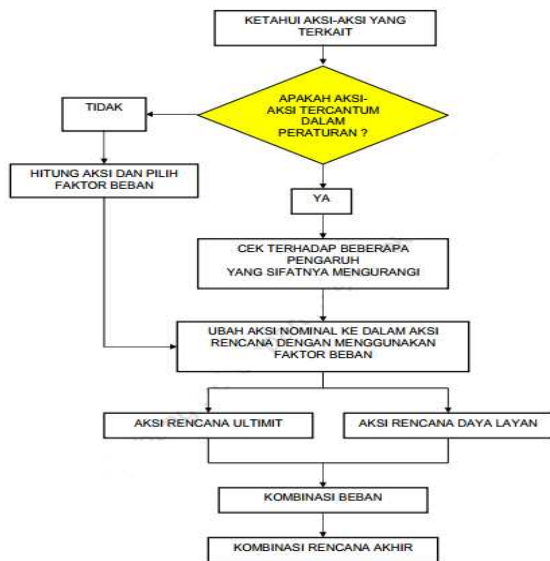 KETAHUI AKSI-AKSI YANG
TERKAIT
APAKAH AKSI-
AKSI TERCANTUM
DALAM
PERATURAN ?
TIDAK
HITUNG AKSI DAN PILIH
FAKTOR BEBAN
YA
CEK TERHADAP BEBERAPA
PENGARUH
YANG SIFATNYA MENGURANGI
UBAH AKSI NOMINAL KE DALAM AKSI
RENCANA DENGAN MENGGUNAKAN
FAKTOR BEBAN
AKSI RENCANA ULTIMIT
AKSI RENCANA DAYA LAYAN
KOMBINASI BEBAN
KOMBINASI RENCANA AKHIR